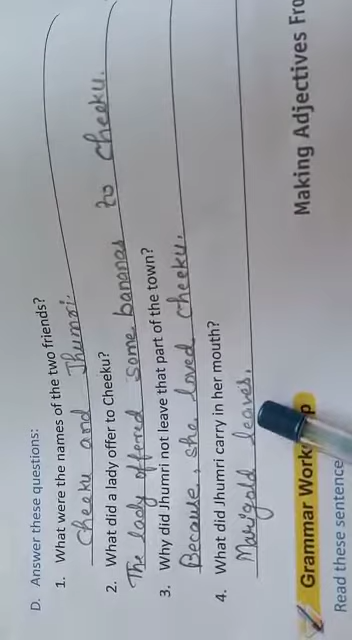 D. Answer these questions:
1. What were the names of the two friends?
Cheeku and Jhumri.
2. What did a lady offer to Cheeku?
The lady offered some bananas to cheeku.
3. Why did Jhumri not leave that part of the town?
Because, she loved cheeku.
4. What did Jhumri carry in her mouth?
Marigold leaves.
Grammar Work p
Making Adjectives Fro
Read these sentence